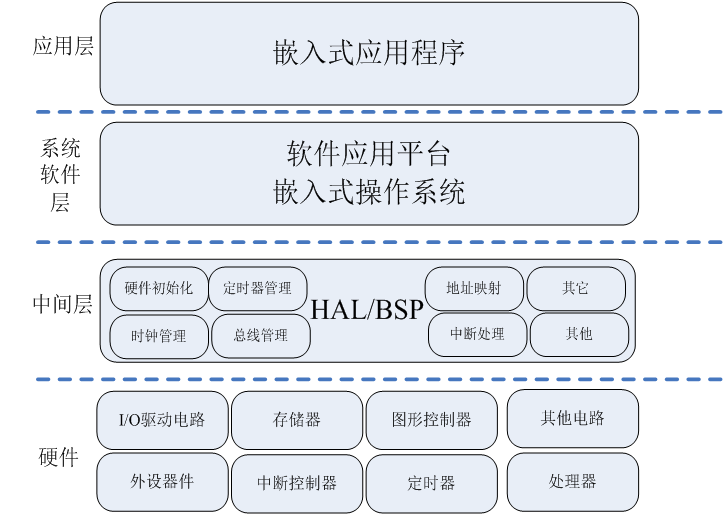 应用层
嵌入式应用程序
系统
软件
层
软件应用平台
嵌入式操作系统
中间层
硬件初始化
定时器管理
HAL/BSP
地址映射
其它
时钟管理
总线管理
中断处理
其他
硬件
I/O驱动电路
存储器
图形控制器
其他电路
外设器件
中断控制器
定时器
处理器